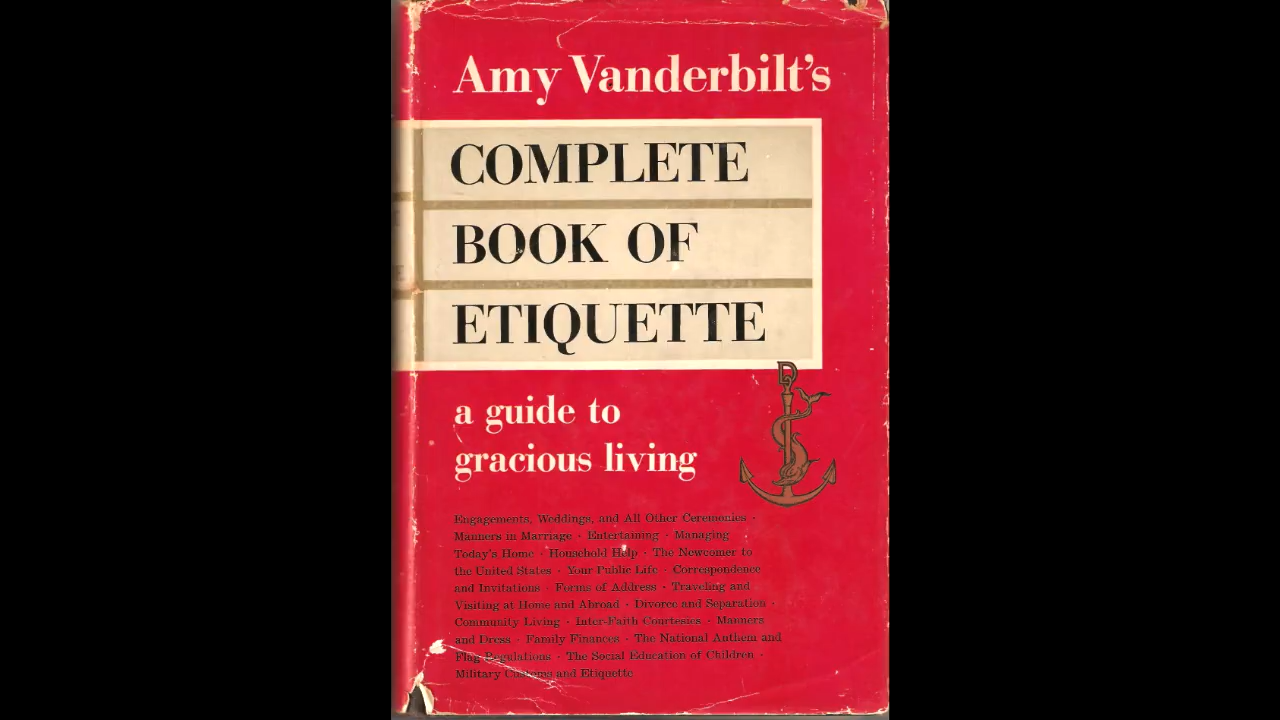 Amy Vanderbilt's
COMPLETE
BOOK OF
ETIQUETTE
a guide to
gracious living
D
Engagements, Weddings, and All Other Ceremonies ·
Manners in Marriage · Entertaining · Managing
Today's Home · Household Help · The Newcomer to
the United States · Your Public Life · Correspondence
and Invitations · Forms of Address · Traveling and
Visiting at Home and Abroad · Divorce and Separation ·
Community Living · Inter-Faith Courtesies · Manners
and Dress · Family Finances · The National Anthem and
Flag Regulations · The Social Education of Children ·
Military Customs and Etiquette